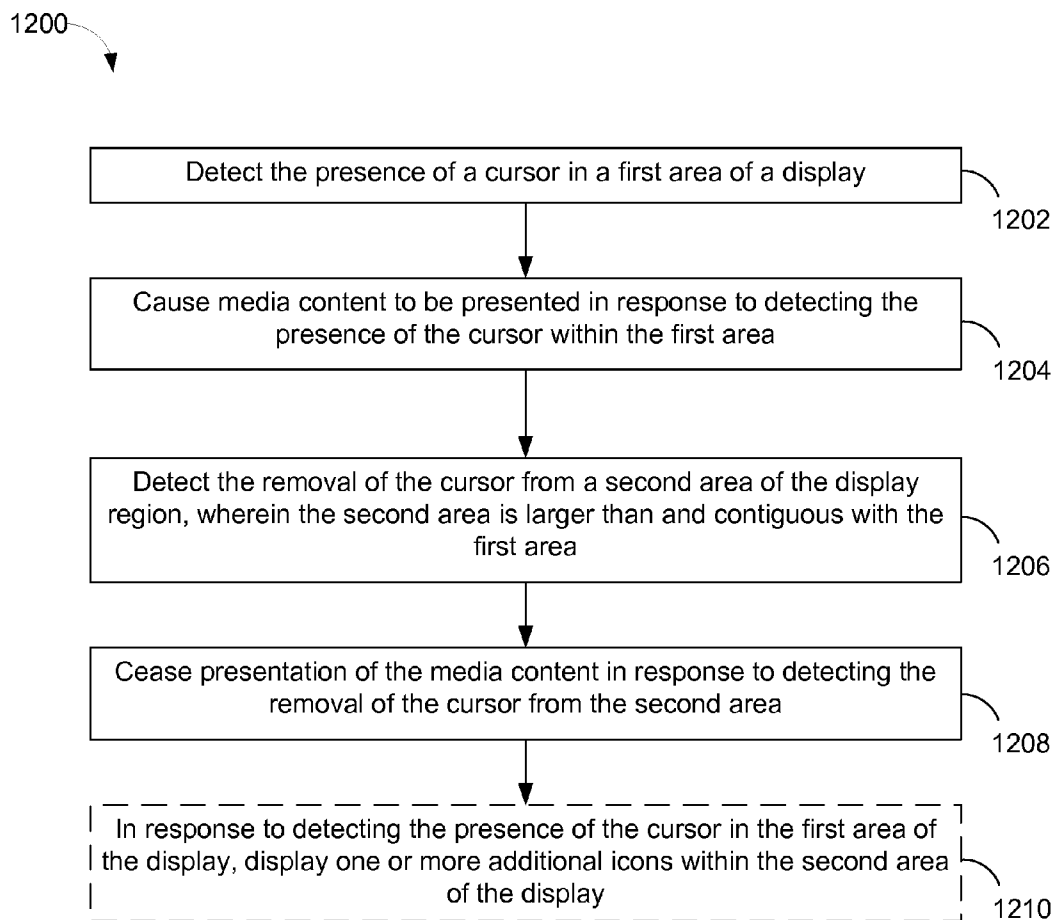 1200
Detect the presence of a cursor in a first area of a display
1202
Cause media content to be presented in response to detecting the
presence of the cursor within the first area
1204
Detect the removal of the cursor from a second area of the display
region, wherein the second area is larger than and contiguous with the
first area
1206
Cease presentation of the media content in response to detecting the
removal of the cursor from the second area
1208
In response to detecting the presence of the cursor in the first area of
the display, display one or more additional icons within the second area
of the display
1210